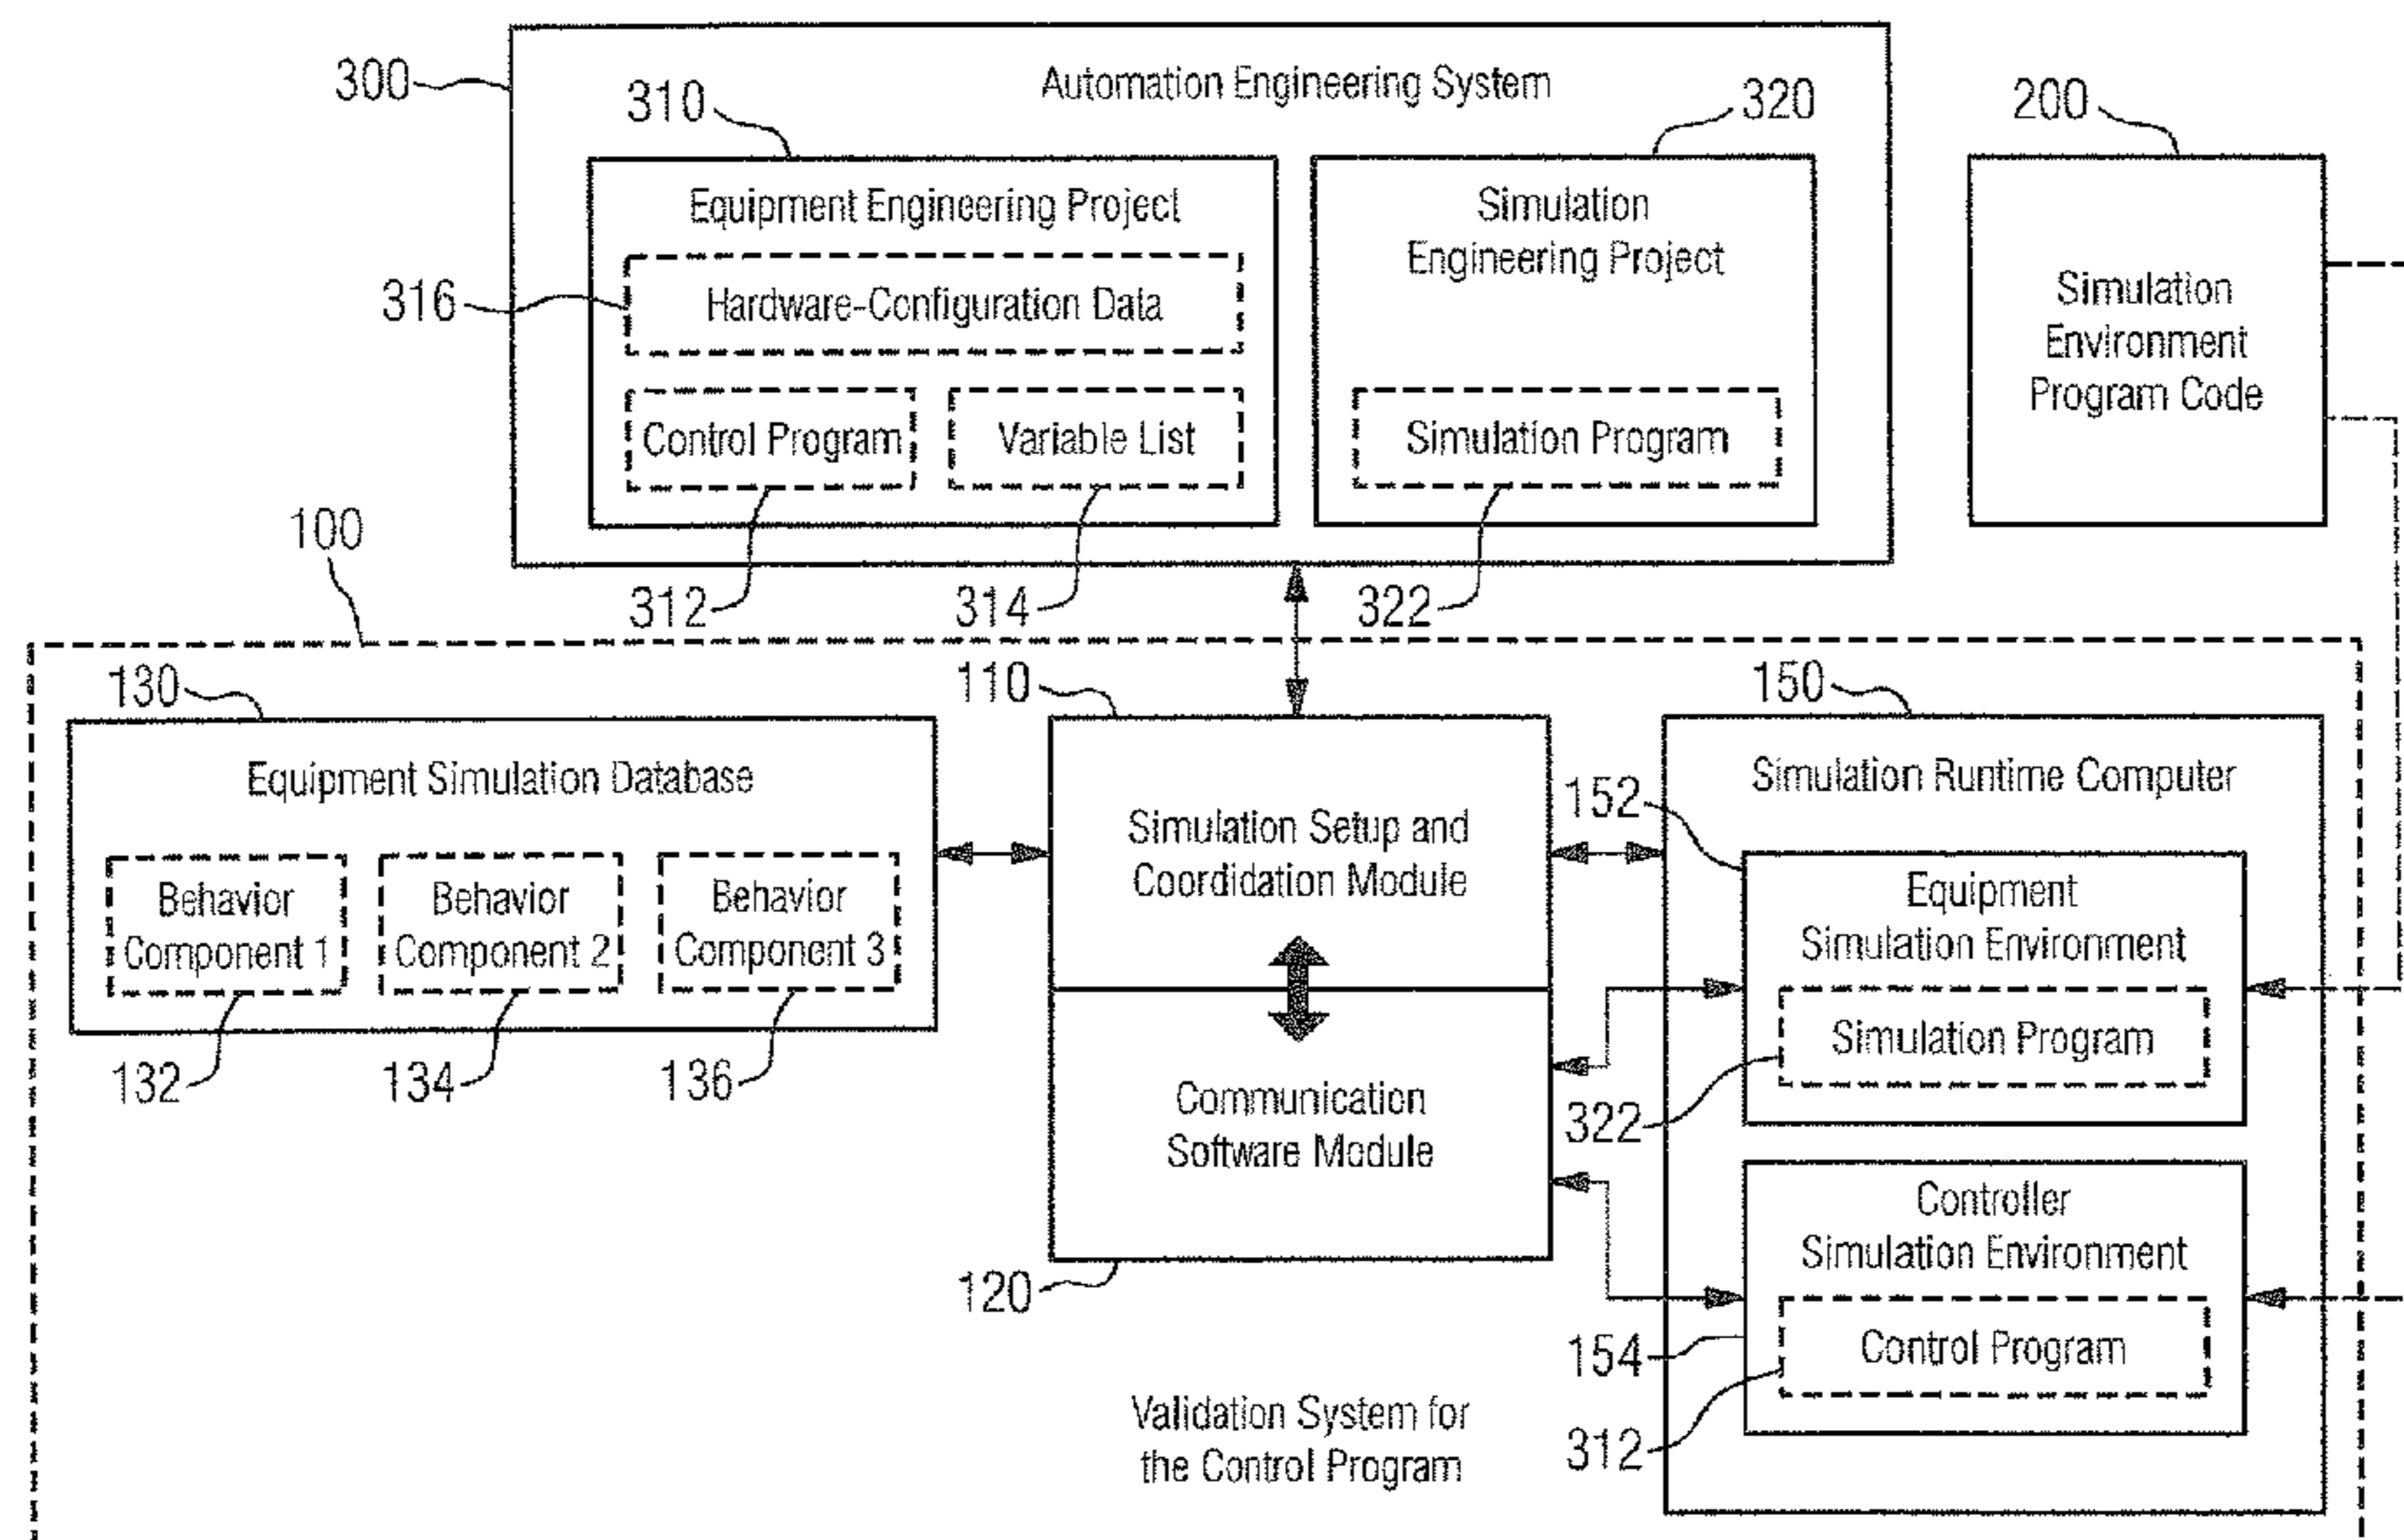 300
Automation Engineering System
310
320
200
Equipment Engineering Project
316
Hardware-Configuration Data
Control Program
Variable List
Simulation
Engineering Project
Simulation Program
Simulation
Environment
Program Code
312
314
322
100
130
110
150
Equipment Simulation Database
Behavior
Component 1
Behavior
Component 2
Behavior
Component 3
132
134
136
Simulation Setup and
Coordidation Module
Communication
Software Module
120
Simulation Runtime Computer
152
Equipment
Simulation Environment
Simulation Program
322
Controller
Simulation Environment
154
Control Program
312
Validation System for
the Control Program